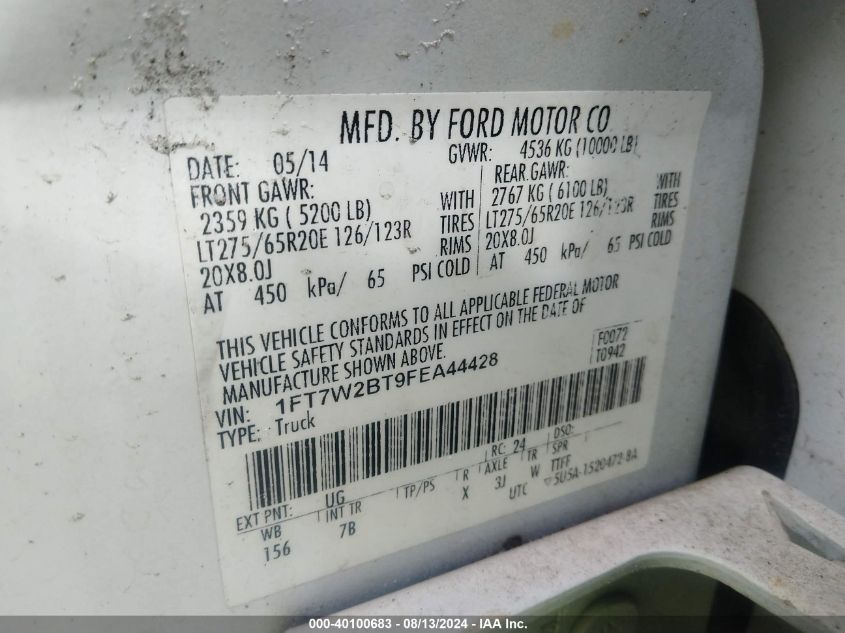 MFD. BY FORD MOTOR CO
DATE: 05/14 GVWR: 4536 KG (10000 LB)
FRONT GAWR: REAR GAWR:
2359 KG ( 5200 LB) WITH 2767 KG ( 6100 LB) WITH
LT275/65R20E 126/123R TIRES LT275/65R20E 126/123R TIRES
20X8.0J RIMS 20X8.0J RIMS
AT 450 kPa/ 65 PSI COLD AT 450 kPa/ 65 PSI COLD
THIS VEHICLE CONFORMS TO ALL APPLICABLE FEDERAL MOTOR
VEHICLE SAFETY STANDARDS IN EFFECT ON THE DATE OF
MANUFACTURE SHOWN ABOVE.
F0072
T0942
VIN: 1FT7W2BT9FEA44428
TYPE: Truck
EXT PNT: UG RC: 24 DSO:
WB INT TR TP/PS R AXLE TR SPR
156 7B X 3J W TTFF
UTC 5U5A-1520472-BA
000-40100683 - 08/13/2024 - IAA Inc.